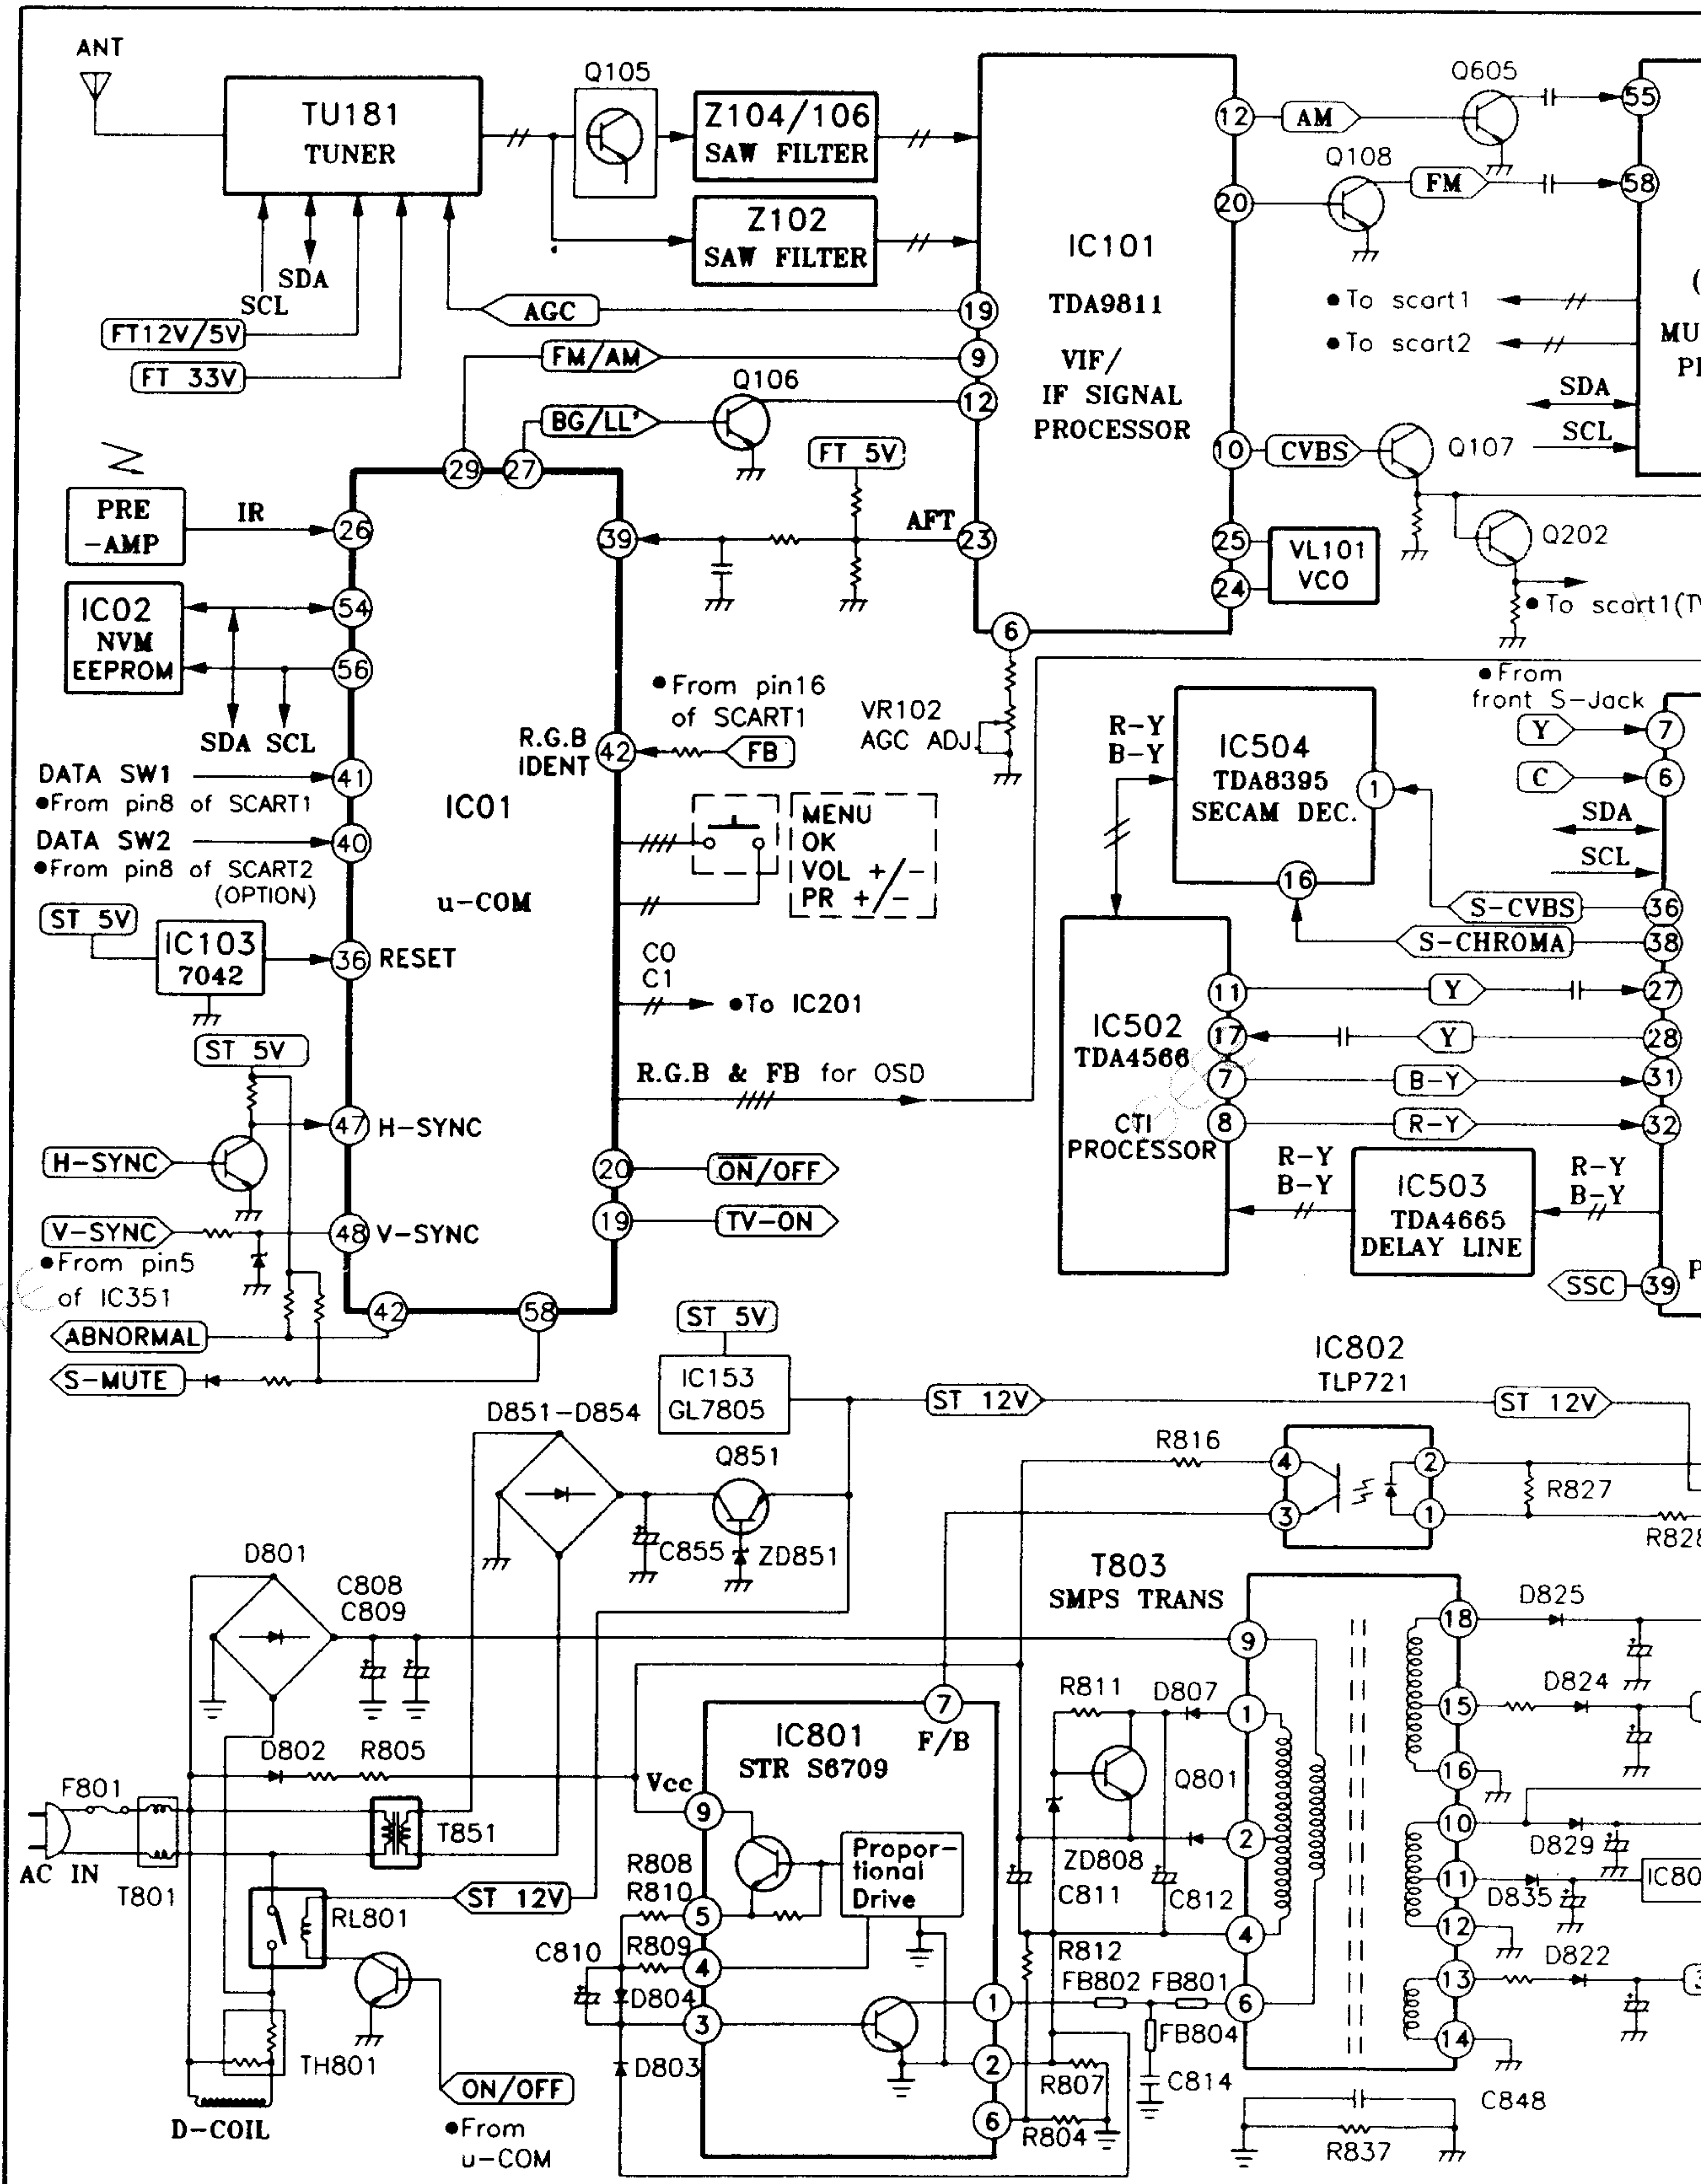 ANT
TU181
TUNER
Q105
Z104/106
SAW FILTER
Z102
SAW FILTER
SCL
SDA
FT12V/5V
FT 33V
AGC
FM/AM
BG/LL'
Q106
19
9
12
IC101
TDA9811
VIF/
IF SIGNAL
PROCESSOR
12
AM
Q605
55
20
Q108
FM
58
●To scart1
●To scart2
SDA
SCL
10
CVBS
Q107
Q202
●To scart1(T
25
24
VL101
VCO
23
AFT
FT 5V
6
VR102
AGC ADJ.
PRE
-AMP
IR
26
29
27
39
IC02
NVM
EEPROM
54
56
SDA SCL
DATA SW1
●From pin8 of SCART1
41
DATA SW2
●From pin8 of SCART2
(OPTION)
40
ST 5V
IC103
7042
36
RESET
ST 5V
47
H-SYNC
H-SYNC
V-SYNC
48
V-SYNC
●From pin5
of IC351
42
58
ABNORMAL
S-MUTE
IC01
u-COM
●From pin16
of SCART1
R.G.B
IDENT
42
FB
MENU
OK
VOL +/-
PR +/-
C0
C1
●To IC201
R.G.B & FB for OSD
20
ON/OFF
19
TV-ON
●From
front S-Jack
Y
7
C
6
SDA
SCL
R-Y
B-Y
IC504
TDA8395
SECAM DEC.
1
16
S-CVBS
36
S-CHROMA
38
IC502
TDA4566
CTI
PROCESSOR
11
Y
27
17
Y
28
7
B-Y
31
8
R-Y
32
R-Y
B-Y
IC503
TDA4665
DELAY LINE
R-Y
B-Y
SSC
39
ST 5V
IC153
GL7805
ST 12V
IC802
TLP721
ST 12V
D851-D854
Q851
C855
ZD851
R816
4
3
2
1
R827
R828
D801
C808
C809
T803
SMPS TRANS
9
1
2
4
6
18
15
16
10
11
12
13
14
D825
D824
D829
D835
IC80
D822
D802
R805
F801
AC IN
T801
T851
RL801
ST 12V
TH801
D-COIL
ON/OFF
●From
u-COM
IC801
STR S6709
7
F/B
Vcc
9
Propor-
tional
Drive
R808
R810
5
R809
4
C810
D804
3
D803
1
2
6
R811
D807
Q801
ZD808
C811
C812
R812
FB802
FB801
FB804
R807
C814
R804
C848
R837